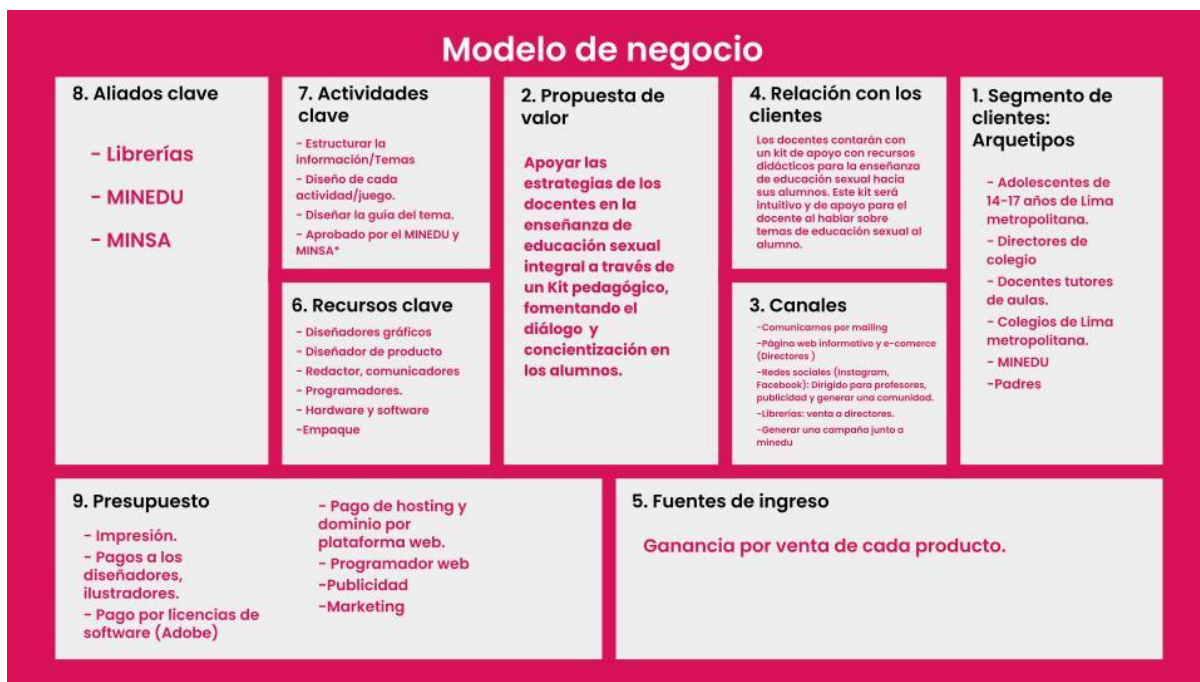 Modelo de negocio
8. Aliados clave
- Librerías
- MINEDU
- MINSA
7. Actividades
clave
- Estructurar la
información/Temas
- Diseño de cada
actividad/juego.
- Diseñar la guía del tema.
- Aprobado por el MINEDU y
MINSA*
6. Recursos clave
- Diseñadores gráficos
- Diseñador de producto
- Redactor, comunicadores
- Programadores.
- Hardware y software
-Empaque
2. Propuesta de
valor
Apoyar las
estrategias de los
docentes en la
enseñanza de
educación sexual
integral a través de
un Kit pedagógico,
fomentando el
diálogo y
concientización en
los alumnos.
4. Relación con los
clientes
Los docentes contarán con
un kit de apoyo con recursos
didácticos para la enseñanza
de educación sexual hacia
sus alumnos. Este kit será
intuitivo y de apoyo para el
docente al hablar sobre
temas de educación sexual al
alumno.
3. Canales
-Comunicarnos por mailing
-Página web informativo y e-comerce
(Directores )
-Redes sociales (Instagram,
Facebook): Dirigido para profesores,
publicidad y generar una comunidad.
-Librerías: venta a directores.
-Generar una campaña junto a
minedu
1. Segmento de
clientes:
Arquetipos
- Adolescentes de
14-17 años de Lima
metropolitana.
- Directores de
colegio
- Docentes tutores
de aulas.
- Colegios de Lima
metropolitana.
- MINEDU
-Padres
9. Presupuesto
- Impresión.
- Pagos a los
diseñadores,
ilustradores.
- Pago por licencias de
software (Adobe)
- Pago de hosting y
dominio por
plataforma web.
- Programador web
-Publicidad
-Marketing
5. Fuentes de ingreso
Ganancia por venta de cada producto.